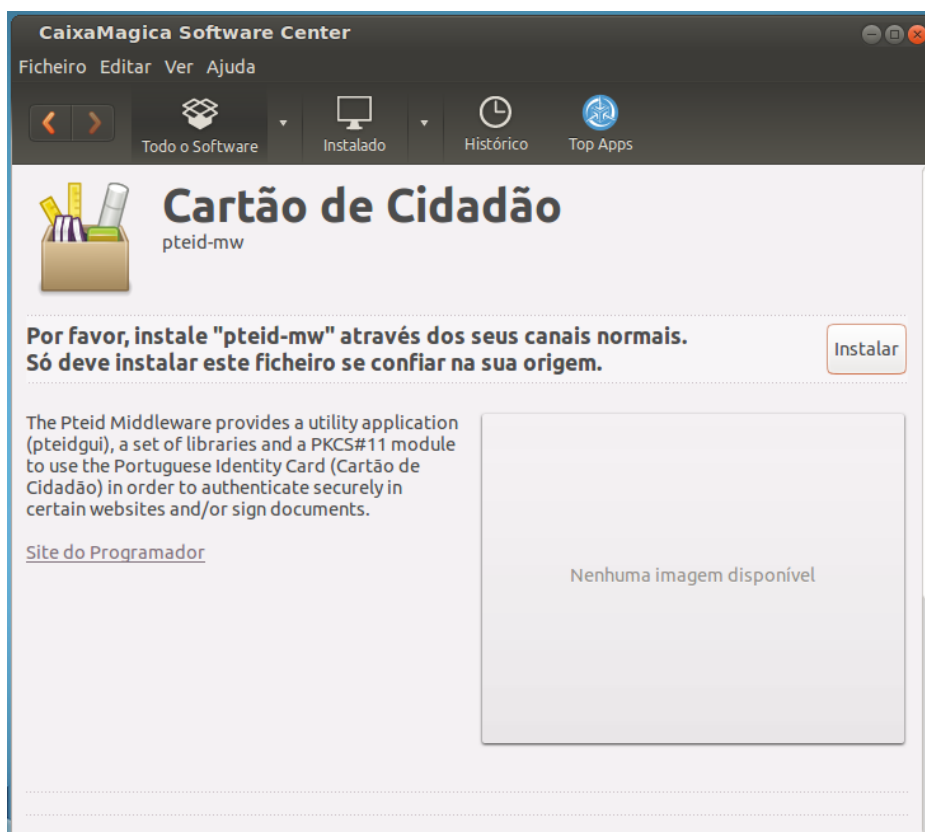 CaixaMagica Software Center
Ficheiro Editar Ver Ajuda
Todo o Software
Instalado
Histórico
Top Apps
Cartão de Cidadão
pteid-mw
Por favor, instale "pteid-mw" através dos seus canais normais.
Só deve instalar este ficheiro se confiar na sua origem.
Instalar
The Pteid Middleware provides a utility application
(pteidgui), a set of libraries and a PKCS#11 module
to use the Portuguese Identity Card (Cartão de
Cidadão) in order to authenticate securely in
certain websites and/or sign documents.
Site do Programador
Nenhuma imagem disponível